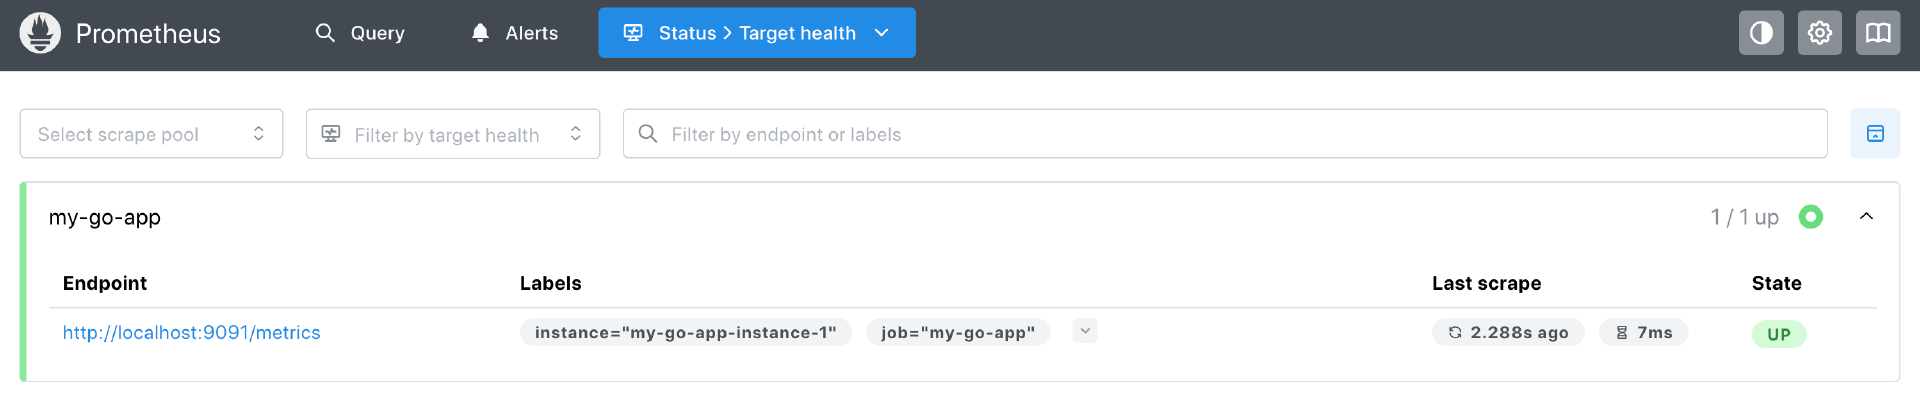 Prometheus Query Alerts Status > Target health
Select scrape pool Filter by target health Filter by endpoint or labels
my-go-app 1 / 1 up
Endpoint Labels Last scrape State
http://localhost:9091/metrics instance="my-go-app-instance-1" job="my-go-app" 2.288s ago 7ms UP